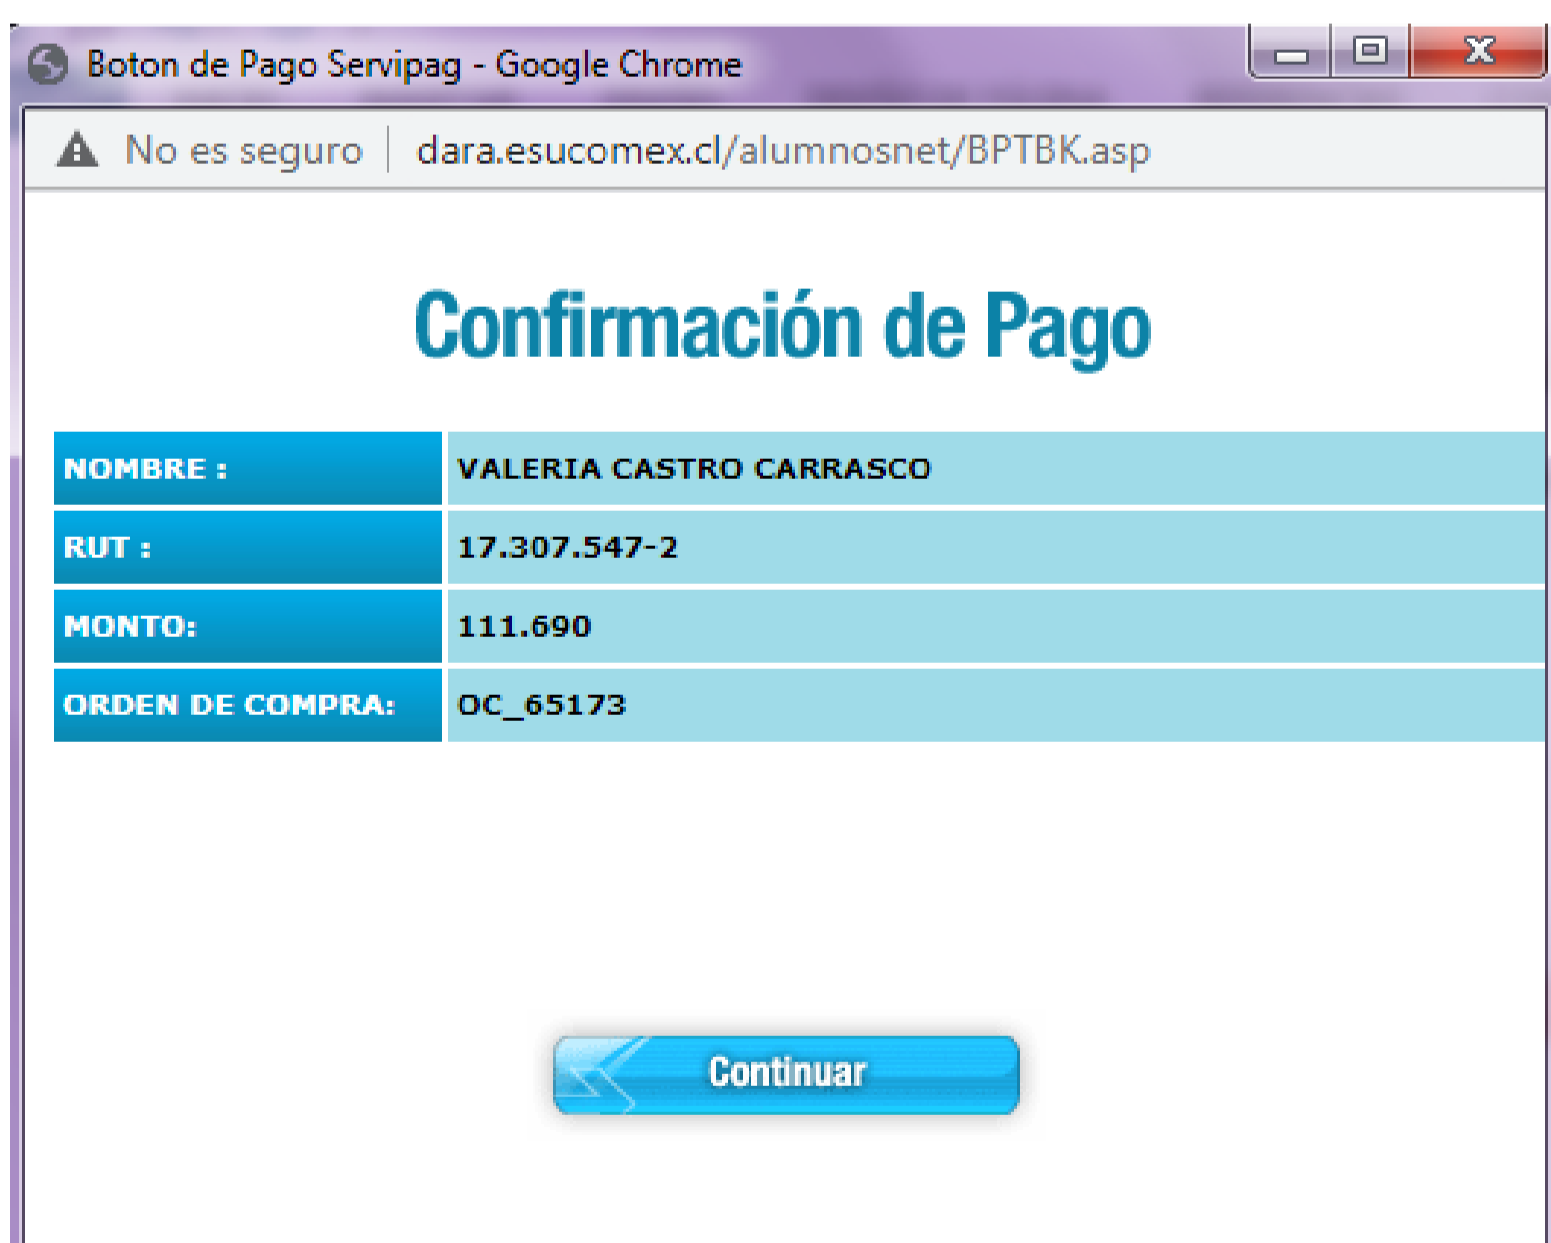 Boton de Pago Servipag - Google Chrome
No es seguro | dara.esucomex.cl/alumnosnet/BPTBK.asp
Confirmación de Pago
NOMBRE : VALERIA CASTRO CARRASCO
RUT : 17.307.547-2
MONTO: 111.690
ORDEN DE COMPRA: OC_65173
Continuar